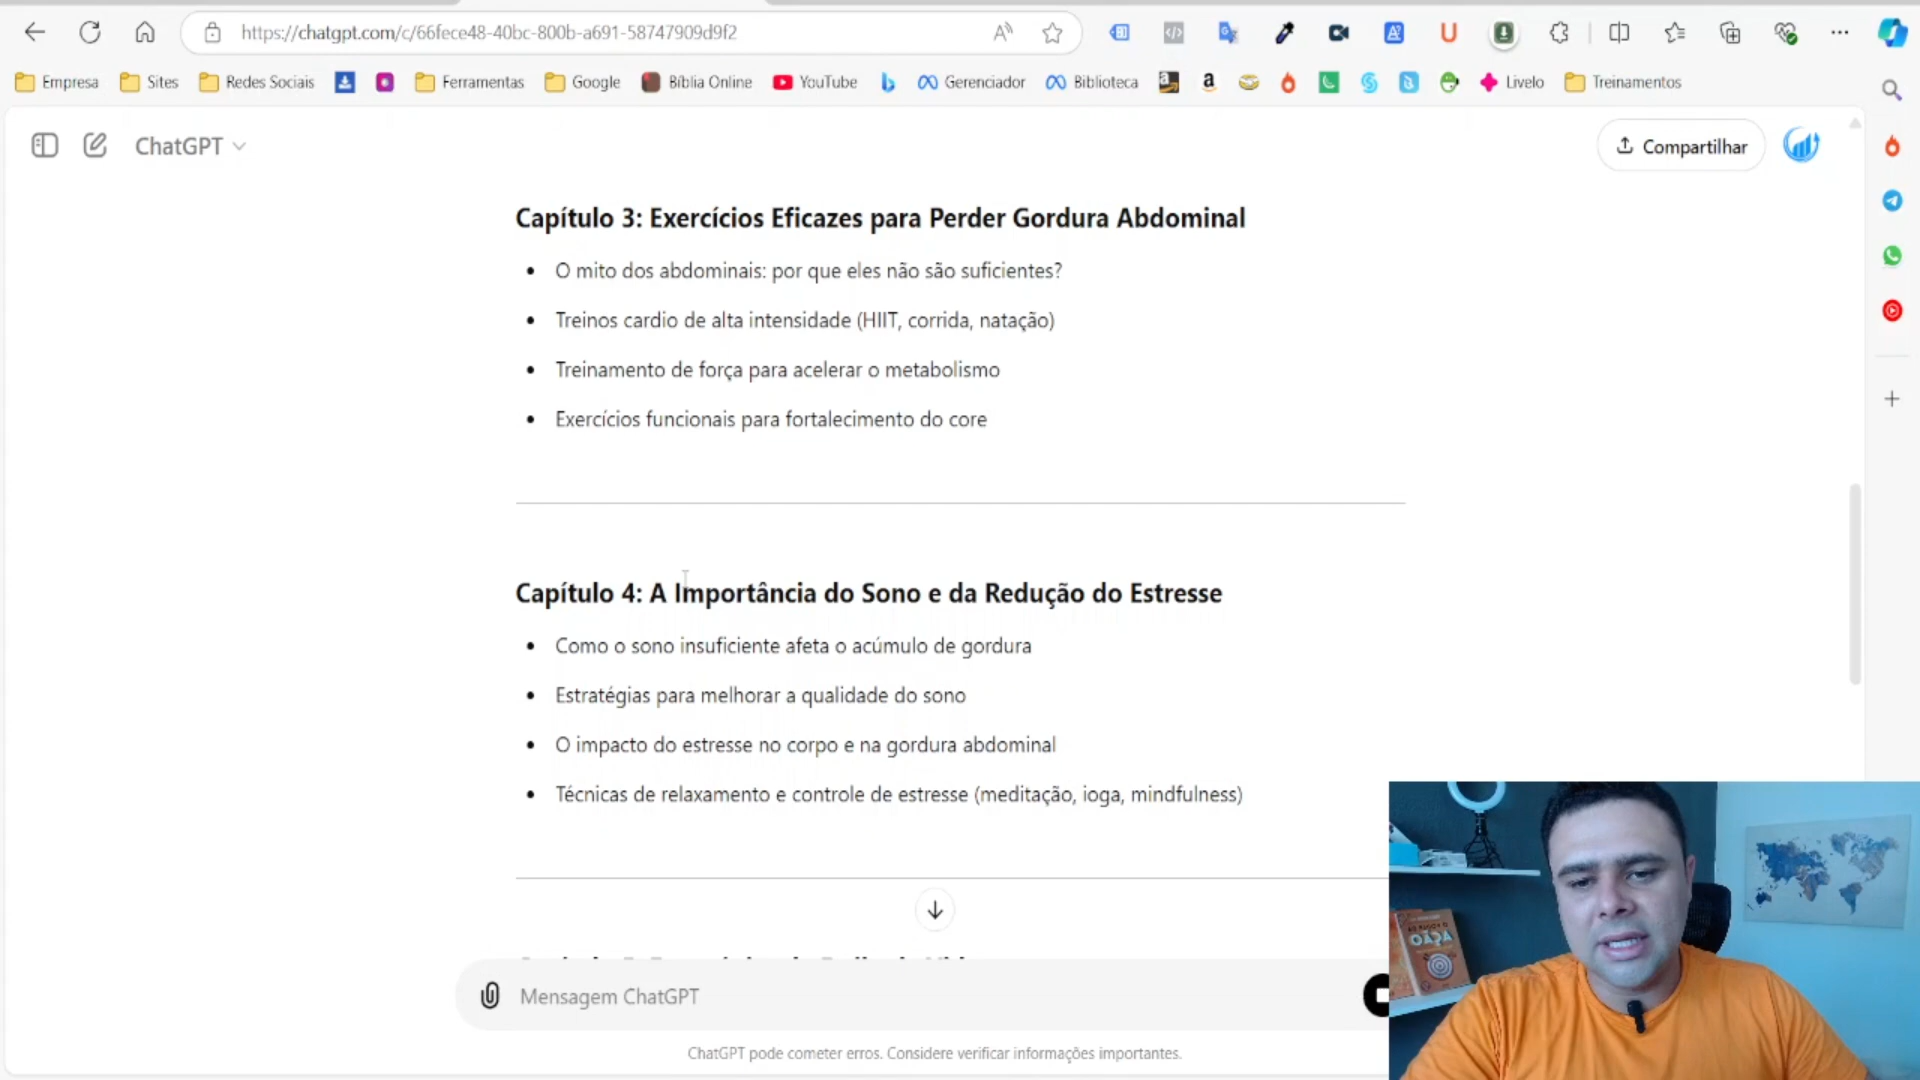 https://chatgpt.com/c/66fece48-40bc-800b-a691-58747909d9f2
Empresa
Sites
Redes Sociais
Ferramentas
Google
Bíblia Online
YouTube
Gerenciador
Biblioteca
Livelo
Treinamentos
ChatGPT
Compartilhar
Capítulo 3: Exercícios Eficazes para Perder Gordura Abdominal
• O mito dos abdominais: por que eles não são suficientes?
• Treinos cardio de alta intensidade (HIIT, corrida, natação)
• Treinamento de força para acelerar o metabolismo
• Exercícios funcionais para fortalecimento do core
Capítulo 4: A Importância do Sono e da Redução do Estresse
• Como o sono insuficiente afeta o acúmulo de gordura
• Estratégias para melhorar a qualidade do sono
• O impacto do estresse no corpo e na gordura abdominal
• Técnicas de relaxamento e controle de estresse (meditação, ioga, mindfulness)
Mensagem ChatGPT
ChatGPT pode cometer erros. Considere verificar informações importantes.